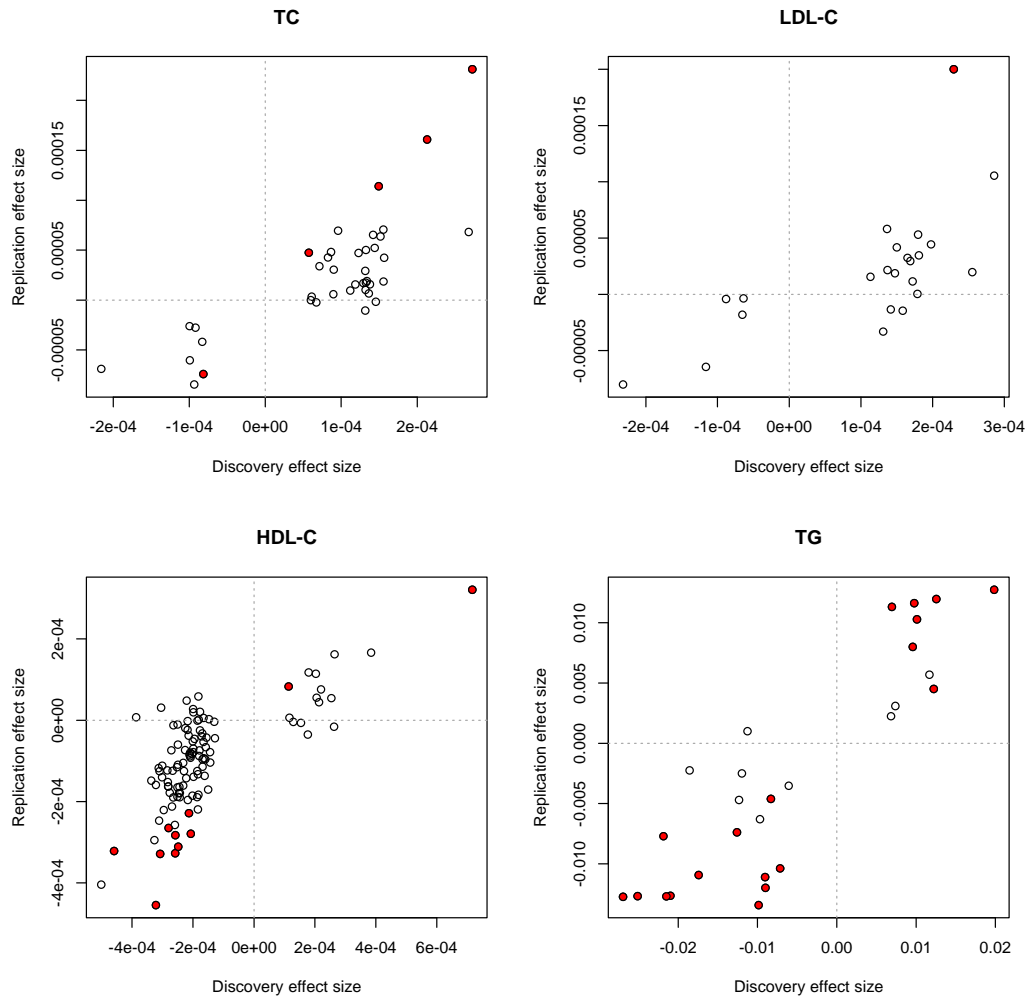 TC
Replication effect size
0.00015
0.00005
-0.00005
-2e-04 -1e-04 0e+00 1e-04 2e-04
Discovery effect size
LDL-C
Replication effect size
0.00015
0.00005
-0.00005
-2e-04 -1e-04 0e+00 1e-04 2e-04 3e-04
Discovery effect size
HDL-C
Replication effect size
2e-04
0e+00
-2e-04
-4e-04
-4e-04 -2e-04 0e+00 2e-04 4e-04 6e-04
Discovery effect size
TG
Replication effect size
0.010
0.005
0.000
-0.005
-0.010
-0.02 -0.01 0.00 0.01 0.02
Discovery effect size